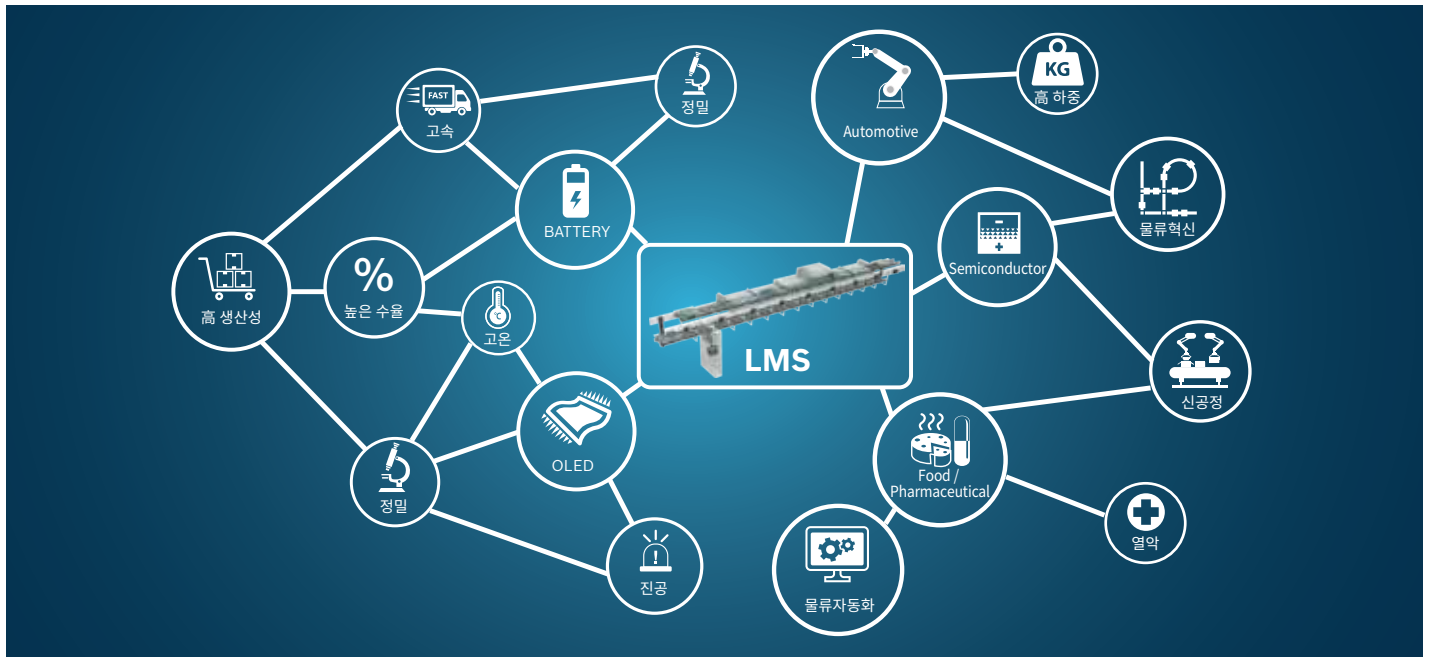 FAST
고속
정밀
BATTERY
高 생산성
%
높은 수율
℃
고온
정밀
OLED
!
진공
LMS
Automotive
KG
高 하중
물류혁신
Semiconductor
신공정
Food /
Pharmaceutical
열악
물류자동화